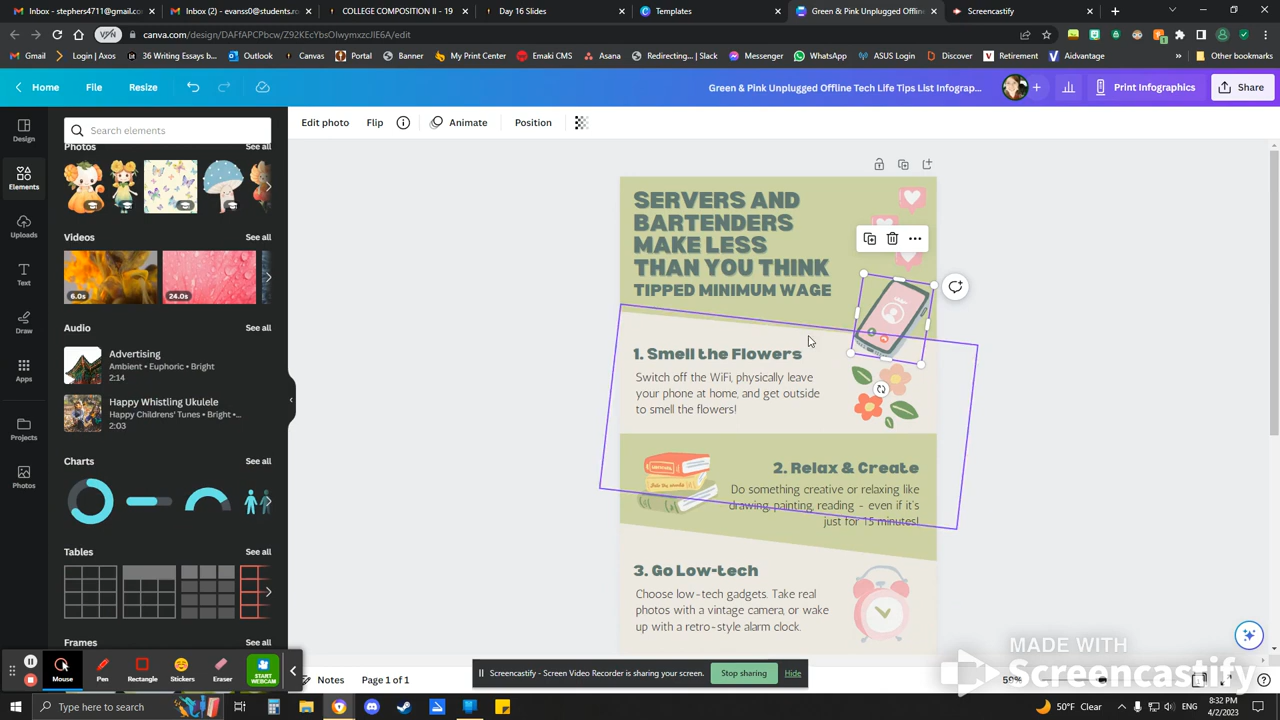 Inbox - stephers4711@gmail.con
Inbox (2) - evanss0@students.ro
COLLEGE COMPOSITION II - 19
Day 16 Slides
Templates
Green & Pink Unplugged Offlin
Screencastify
VPN
canva.com/design/DAFfAPCPbcw/Z92KEcYbsOIwymxzcJIE6A/edit
Gmail
Login | Axos
36 Writing Essays b...
Outlook
Canva
Portal
Banner
My Print Center
Emaki CMS
Asana
Redirecting... | Slack
Messenger
WhatsApp
ASUS Login
Discover
Retirement
Aidvantage
Other bookmarks
Home
File
Resize
Green & Pink Unplugged Offline Tech Life Tips List Infograp...
Print Infographics
Share
Design
Elements
Uploads
Text
Draw
Apps
Projects
Photos
Search elements
Photos
See all
Videos
See all
6.0s
24.0s
Audio
See all
Advertising
Ambient • Euphoric • Bright
2:14
Happy Whistling Ukulele
Happy Childrens' Tunes • Bright •...
2:03
Charts
See all
Tables
See all
Frames
See all
Edit photo
Flip
Animate
Position
SERVERS AND
BARTENDERS
MAKE LESS
THAN YOU THINK
TIPPED MINIMUM WAGE
1. Smell the Flowers
Switch off the WiFi, physically leave
your phone at home, and get outside
to smell the flowers!
2. Relax & Create
Do something creative or relaxing like
drawing, painting, reading - even if it's
just for 15 minutes!
3. Go Low-tech
Choose low-tech gadgets. Take real
photos with a vintage camera, or wake
up with a retro-style alarm clock.
Mouse
Pen
Rectangle
Stickers
Eraser
START
WEBCAM
Notes
Page 1 of 1
Screencastify - Screen Video Recorder is sharing your screen.
Stop sharing
Hide
50%
MADE WITH
Screencastify
Type here to search
50°F Clear
8:32 PM
4/2/2023